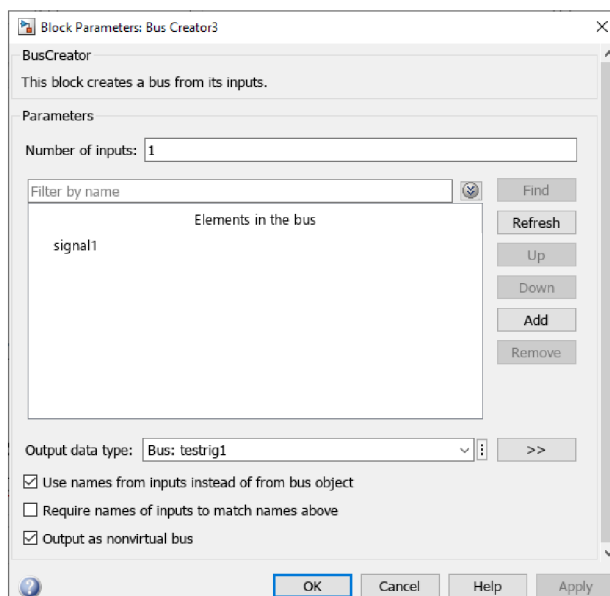 Block Parameters: Bus Creator3
BusCreator
This block creates a bus from its inputs.
Parameters
Number of inputs: 1
Filter by name
Find
Elements in the bus
Refresh
signal1
Up
Down
Add
Remove
Output data type: Bus: testrig1
>>
Use names from inputs instead of from bus object
Require names of inputs to match names above
Output as nonvirtual bus
OK Cancel Help Apply